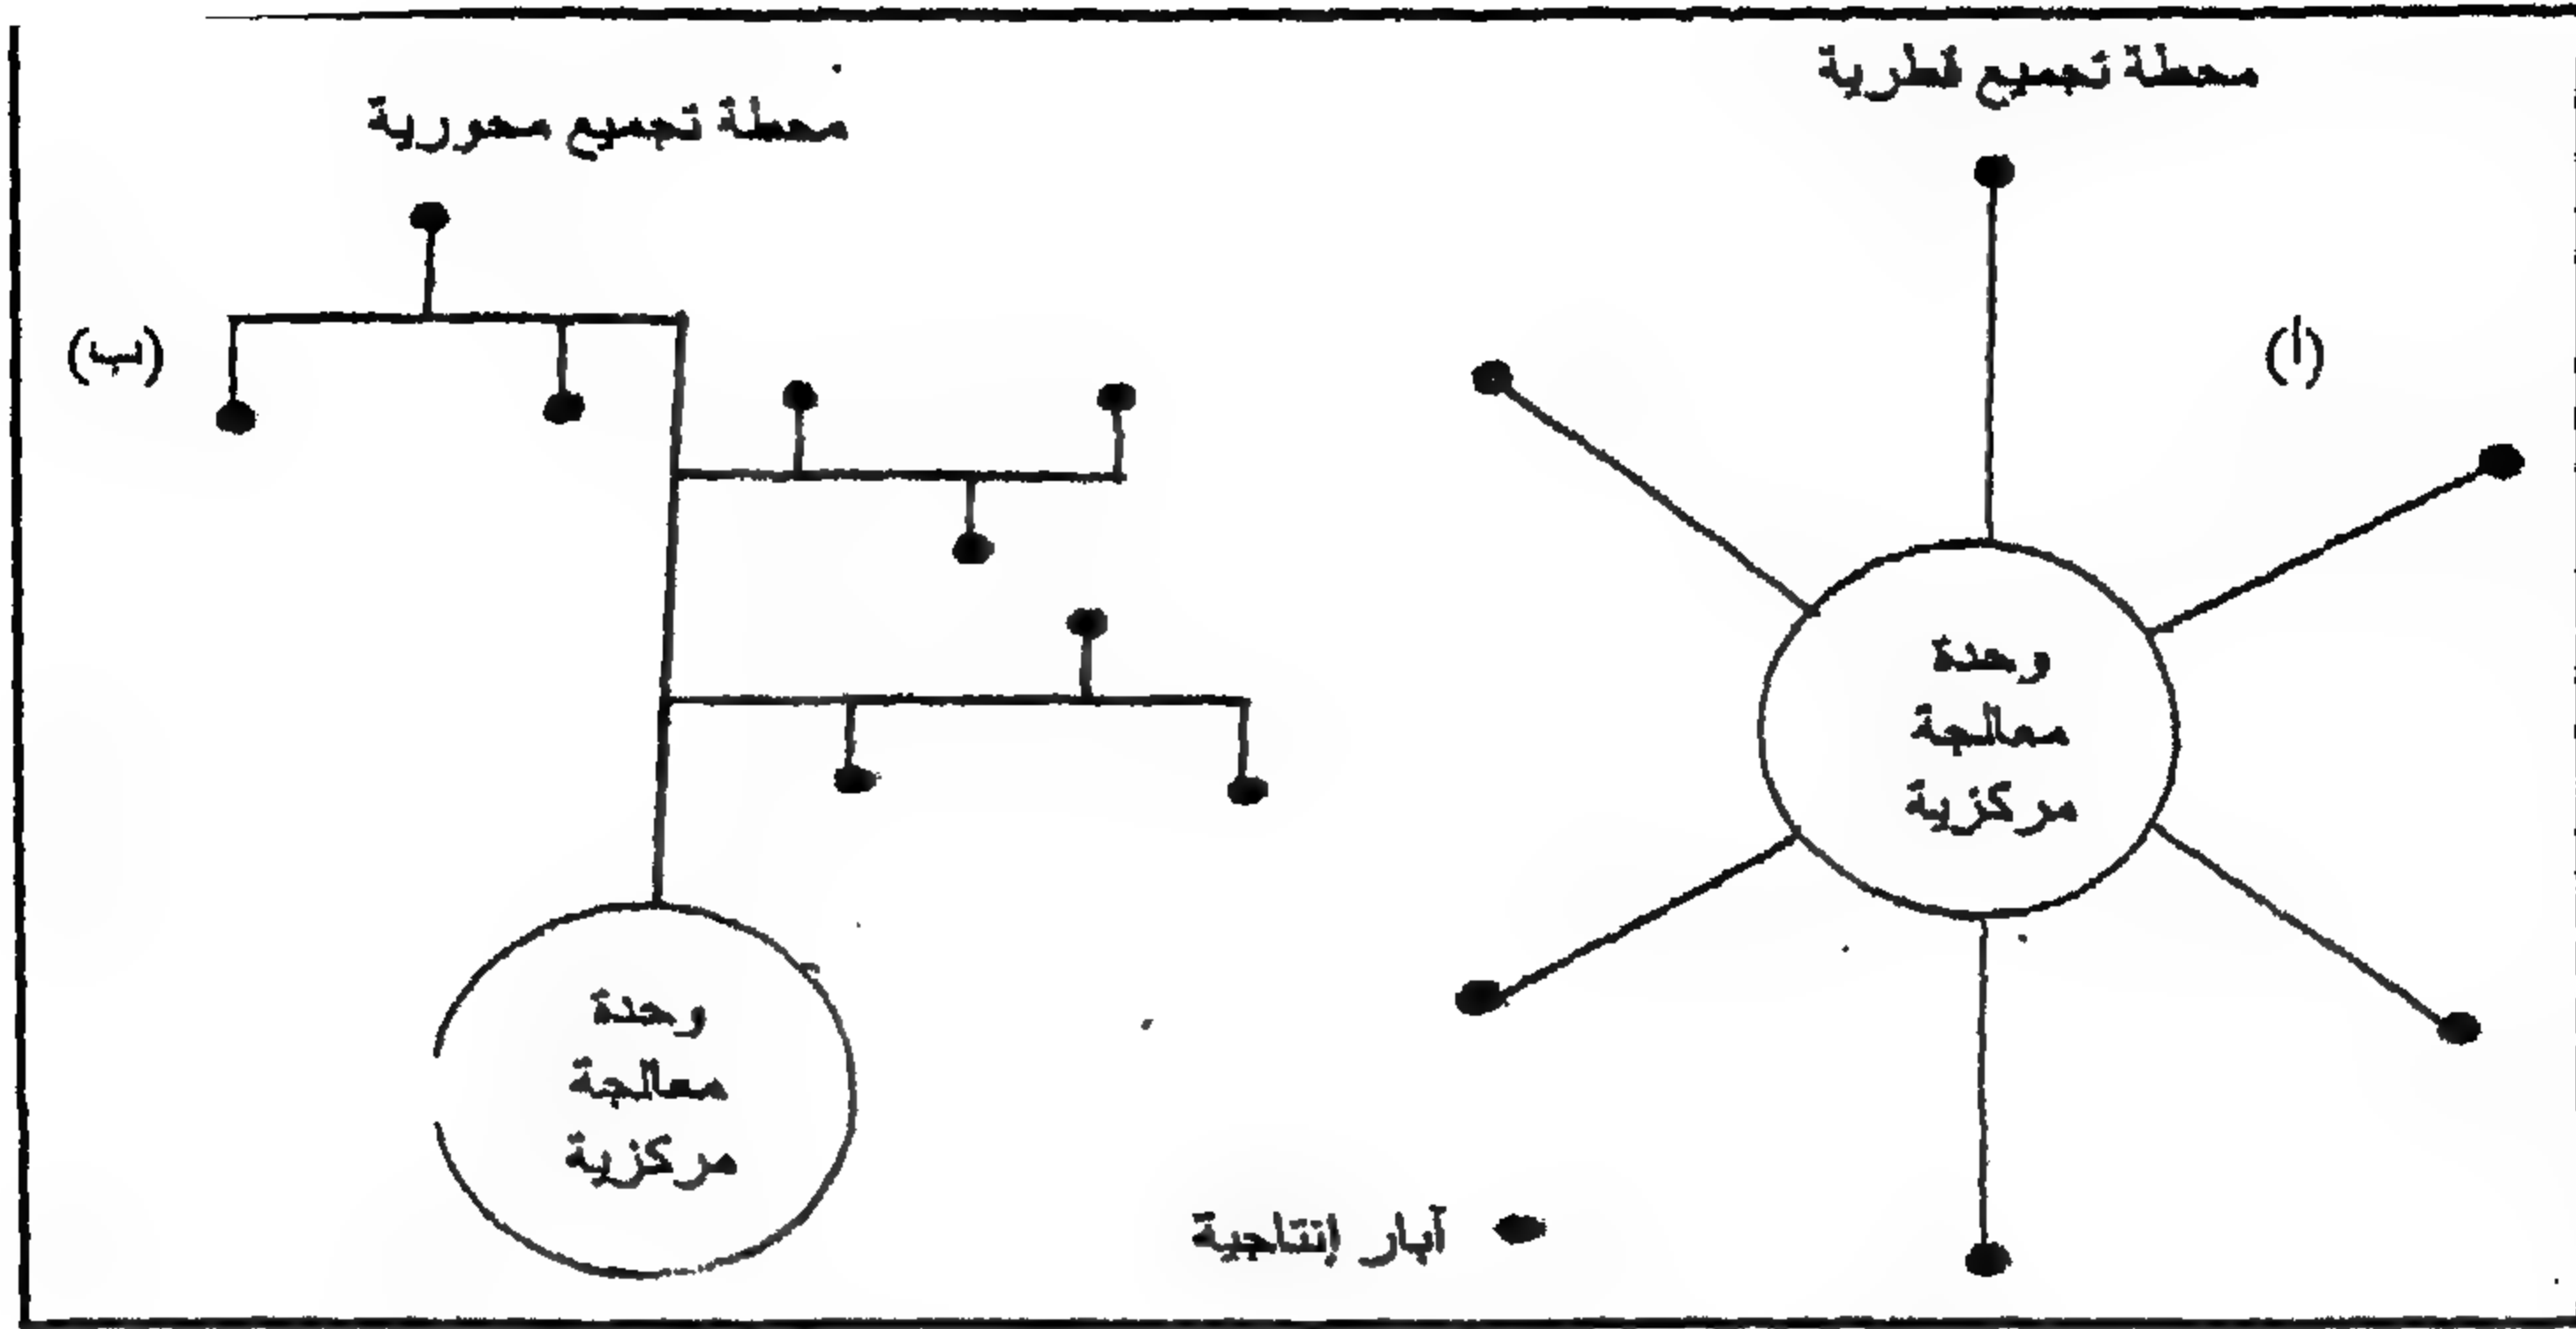 محطة تجميع قطرية
(أ)
وحدة
معالجة
مركزية
محطة تجميع محورية
(ب)
وحدة
معالجة
مركزية
آبار إنتاجية